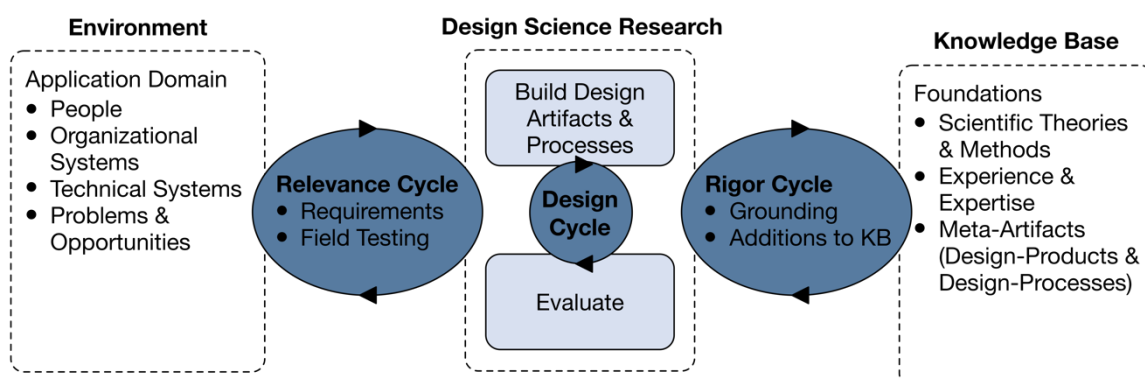 Environment
Application Domain
• People
• Organizational
Systems
• Technical Systems
• Problems &
Opportunities
Relevance Cycle
• Requirements
• Field Testing
Design Science Research
Build Design
Artifacts &
Processes
Design
Cycle
Evaluate
Rigor Cycle
• Grounding
• Additions to KB
Knowledge Base
Foundations
• Scientific Theories
& Methods
• Experience &
Expertise
• Meta-Artifacts
(Design-Products &
Design-Processes)